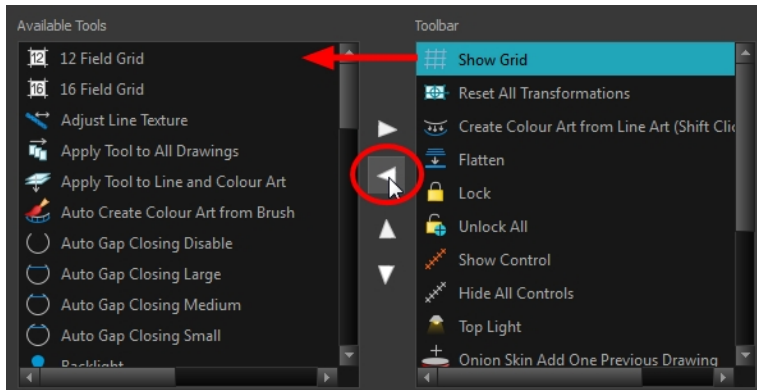 Available Tools
12 Field Grid
16 Field Grid
Adjust Line Texture
Apply Tool to All Drawings
Apply Tool to Line and Colour Art
Auto Create Colour Art from Brush
Auto Gap Closing Disable
Auto Gap Closing Large
Auto Gap Closing Medium
Auto Gap Closing Small
Backlight
Toolbar
Show Grid
Reset All Transformations
Create Colour Art from Line Art (Shift Clic
Flatten
Lock
Unlock All
Show Control
Hide All Controls
Top Light
Onion Skin Add One Previous Drawing